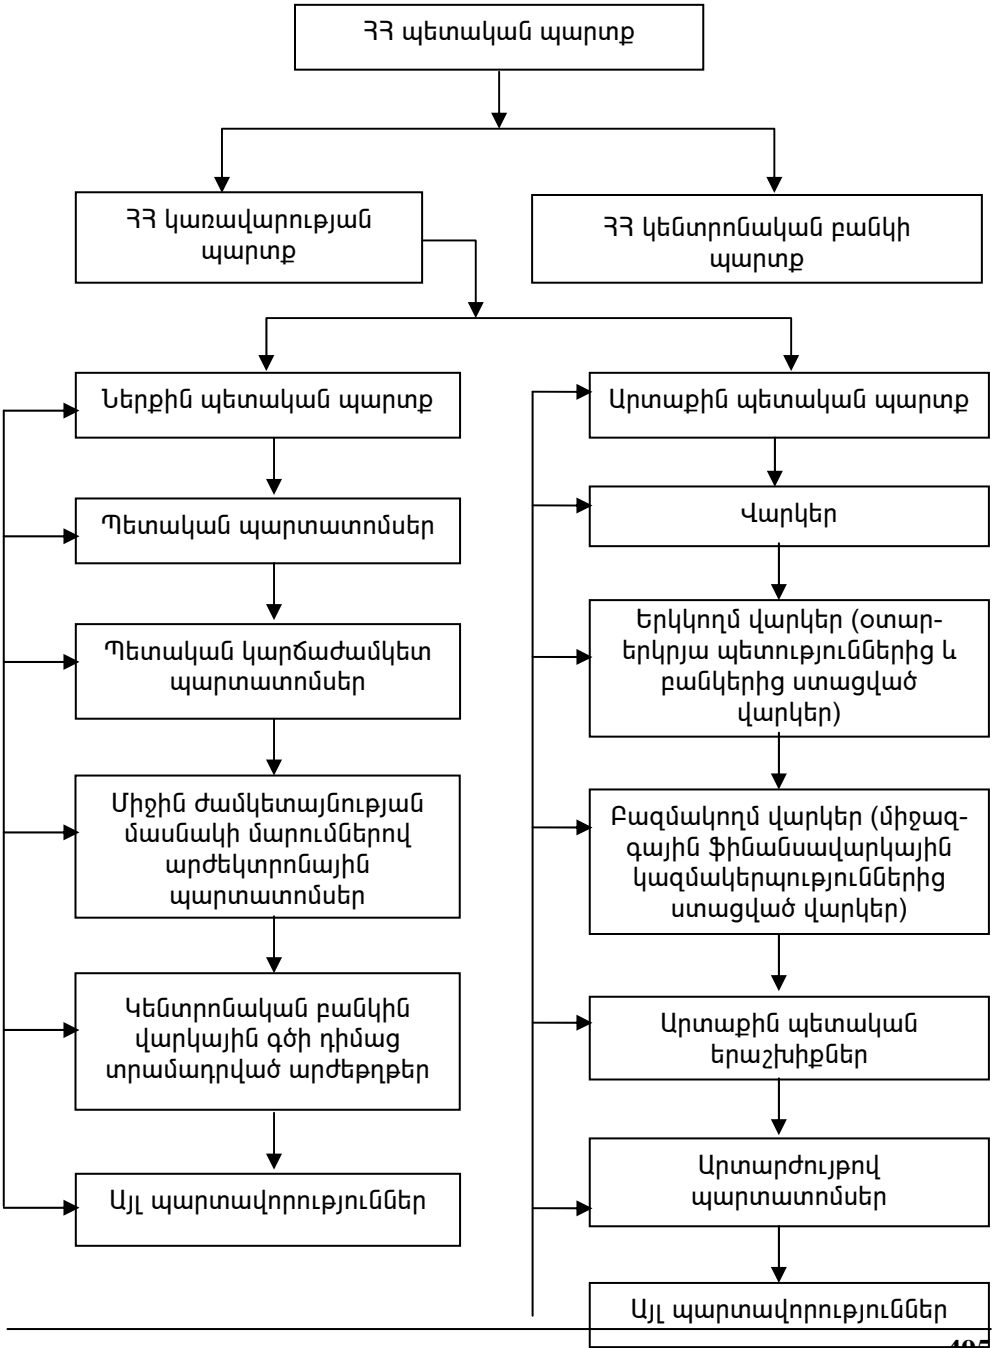 ՀՀ պետական պարտք
ՀՀ կառավարության
պարտք
ՀՀ կենտրոնական բանկի
պարտք
Ներքին պետական պարտք
Պետական պարտատոմսեր
Պետական կարճաժամկետ
պարտատոմսեր
Միջին ժամկետայնության
մասնակի մարումներով
արժեկտրոնային
պարտատոմսեր
Կենտրոնական բանկին
վարկային գծի դիմաց
տրամադրված արժեթղթեր
Այլ պարտավորություններ
Արտաքին պետական պարտք
Վարկեր
Երկկողմ վարկեր (օտար-
երկրյա պետություններից և
բանկերից ստացված
վարկեր)
Բազմակողմ վարկեր (միջազ-
գային ֆինանսավարկային
կազմակերպություններից
ստացված վարկեր)
Արտաքին պետական
երաշխիքներ
Արտարժույթով
պարտատոմսեր
Այլ պարտավորություններ